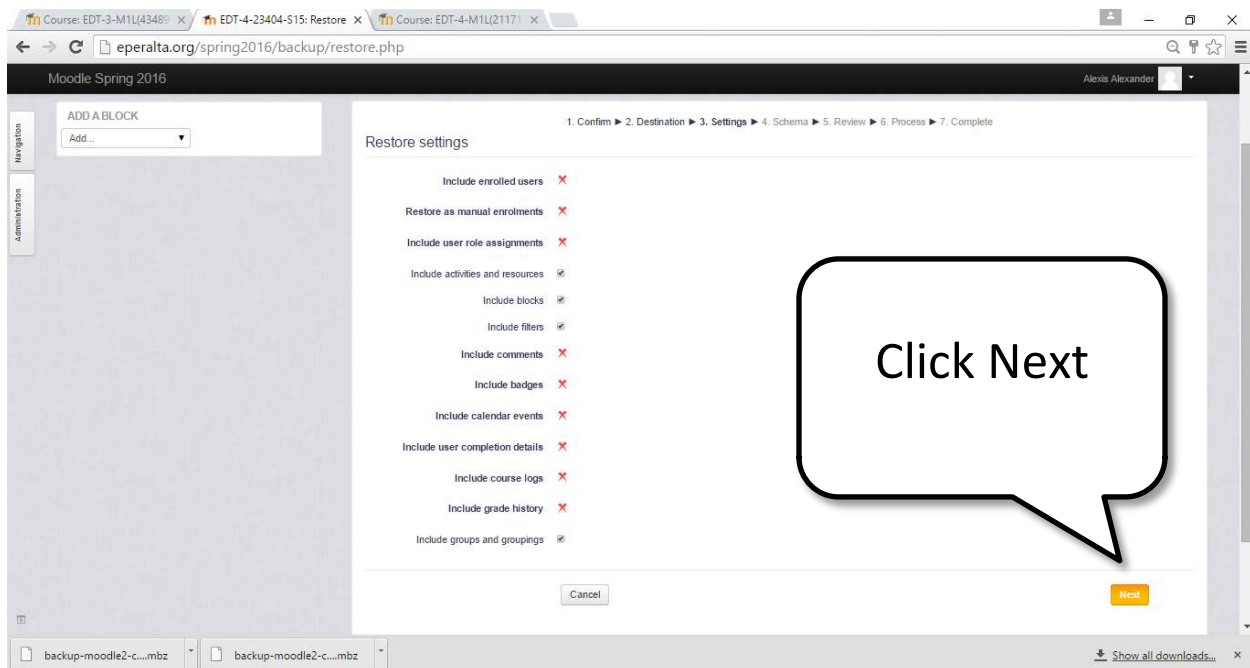 Course: EDT-3-M1L(43489
EDT-4-23404-S15: Restore
Course: EDT-4-M1L(21171
eperalta.org/spring2016/backup/restore.php
Moodle Spring 2016
Alexis Alexander
Navigation
Administration
ADD A BLOCK
Add...
1. Confirm ► 2. Destination ► 3. Settings ► 4. Schema ► 5. Review ► 6. Process ► 7. Complete
Restore settings
Include enrolled users
Restore as manual enrolments
Include user role assignments
Include activities and resources
Include blocks
Include filters
Include comments
Include badges
Include calendar events
Include user completion details
Include course logs
Include grade history
Include groups and groupings
Click Next
Cancel
Next
backup-moodle2-c....mbz
backup-moodle2-c....mbz
Show all downloads...